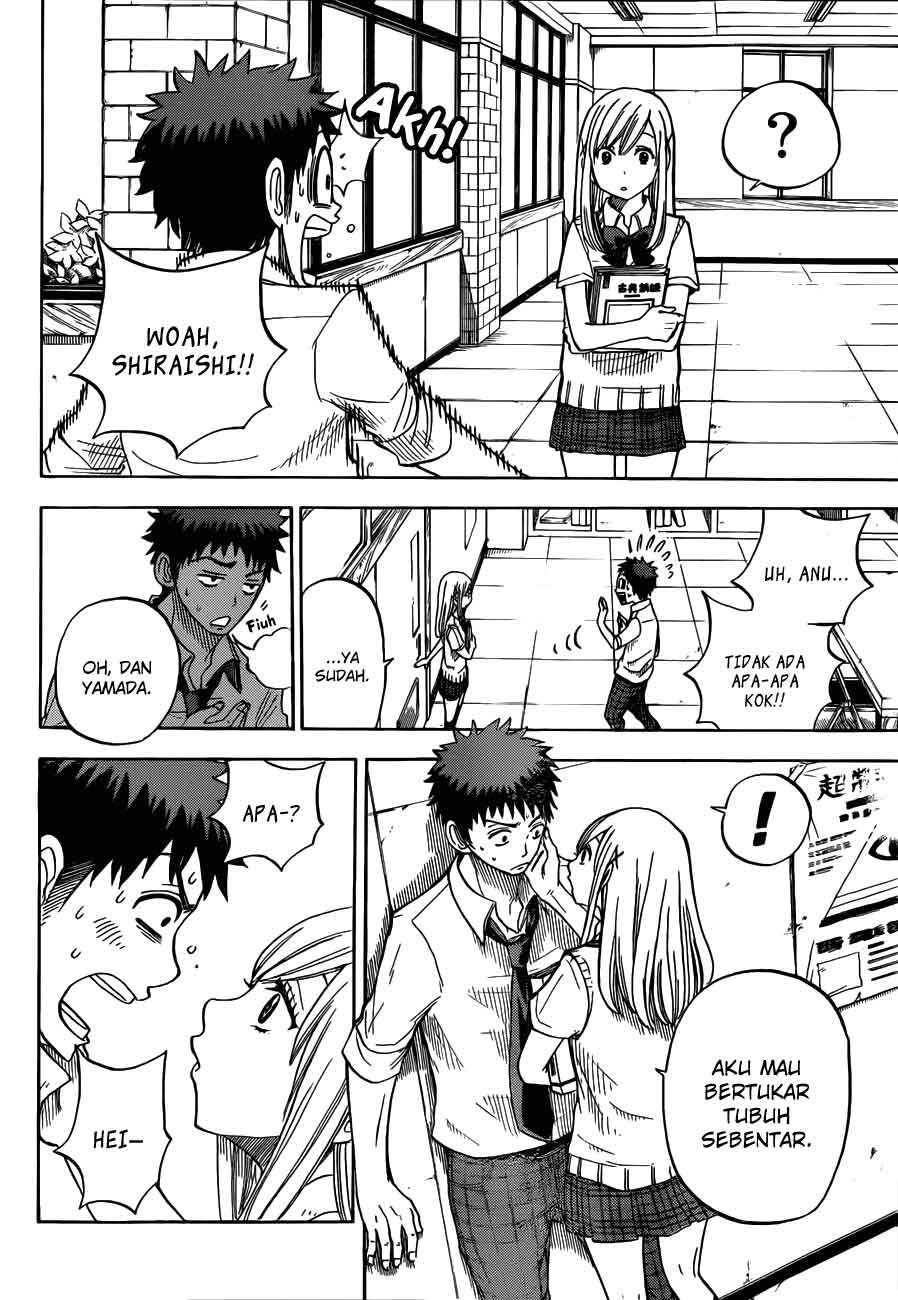 Akh!
?
WOAH,
SHIRAISHI!!
UH, ANU...
TIDAK ADA
APA-APA
KOK!!
...YA
SUDAH.
Fiuh
OH, DAN
YAMADA.
!
AKU MAU
BERTUKAR
TUBUH
SEBENTAR.
APA-?
HEI-